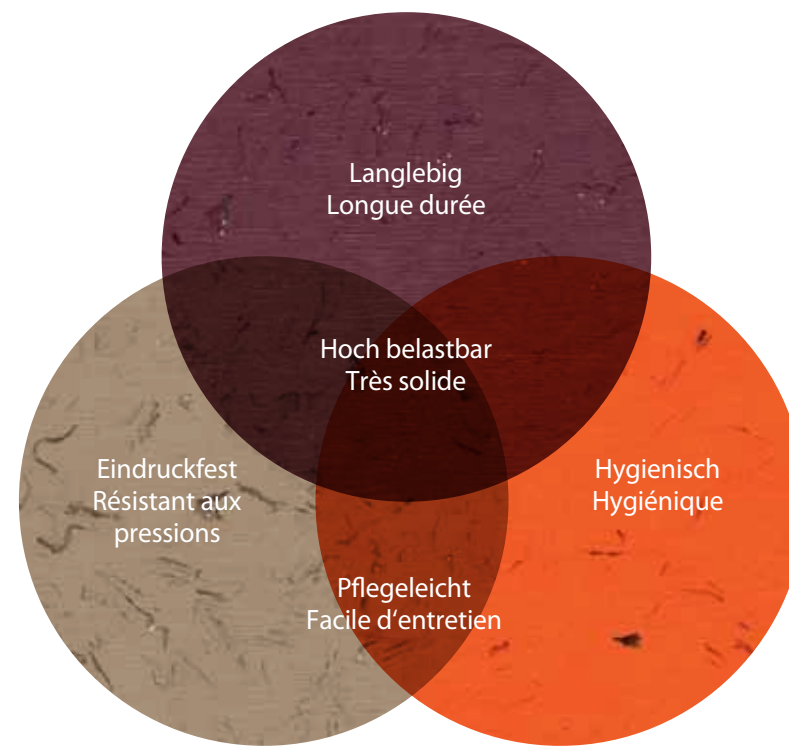 Langlebig
Longue durée
Hoch belastbar
Très solide
Eindruckfest
Résistant aux
pressions
Hygienisch
Hygiénique
Pflegeleicht
Facile d‘entretien